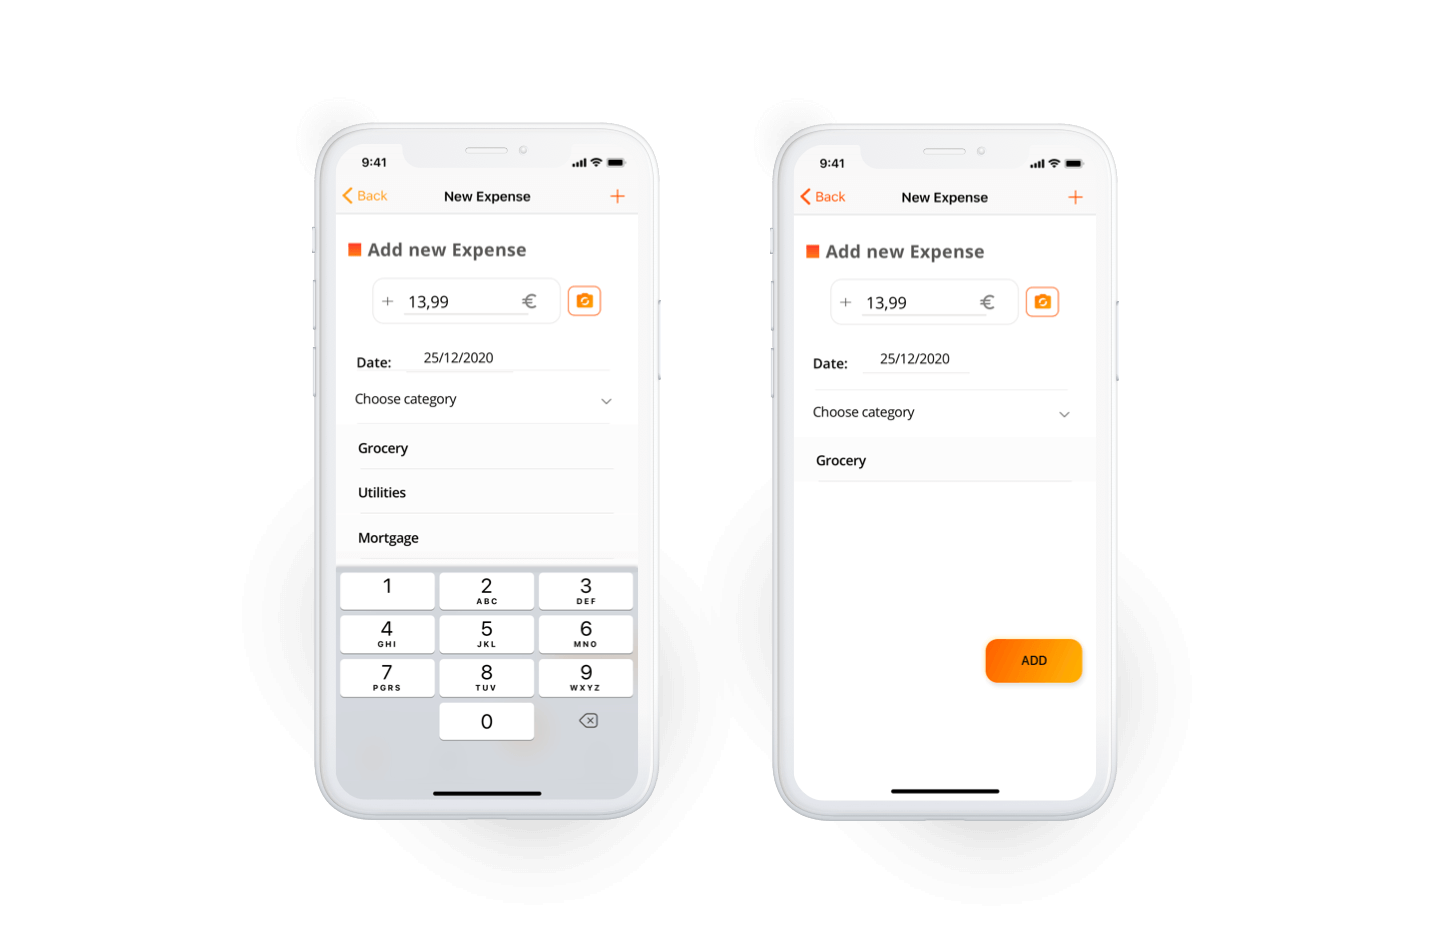 9:41
Back New Expense +
Add new Expense
+ 13,99 €
Date: 25/12/2020
Choose category
Grocery
Utilities
Mortgage
1 2 ABC 3 DEF
4 GHI 5 JKL 6 MNO
7 PGRS 8 TUV 9 WXYZ
0
9:41
Back New Expense +
Add new Expense
+ 13,99 €
Date: 25/12/2020
Choose category
Grocery
ADD